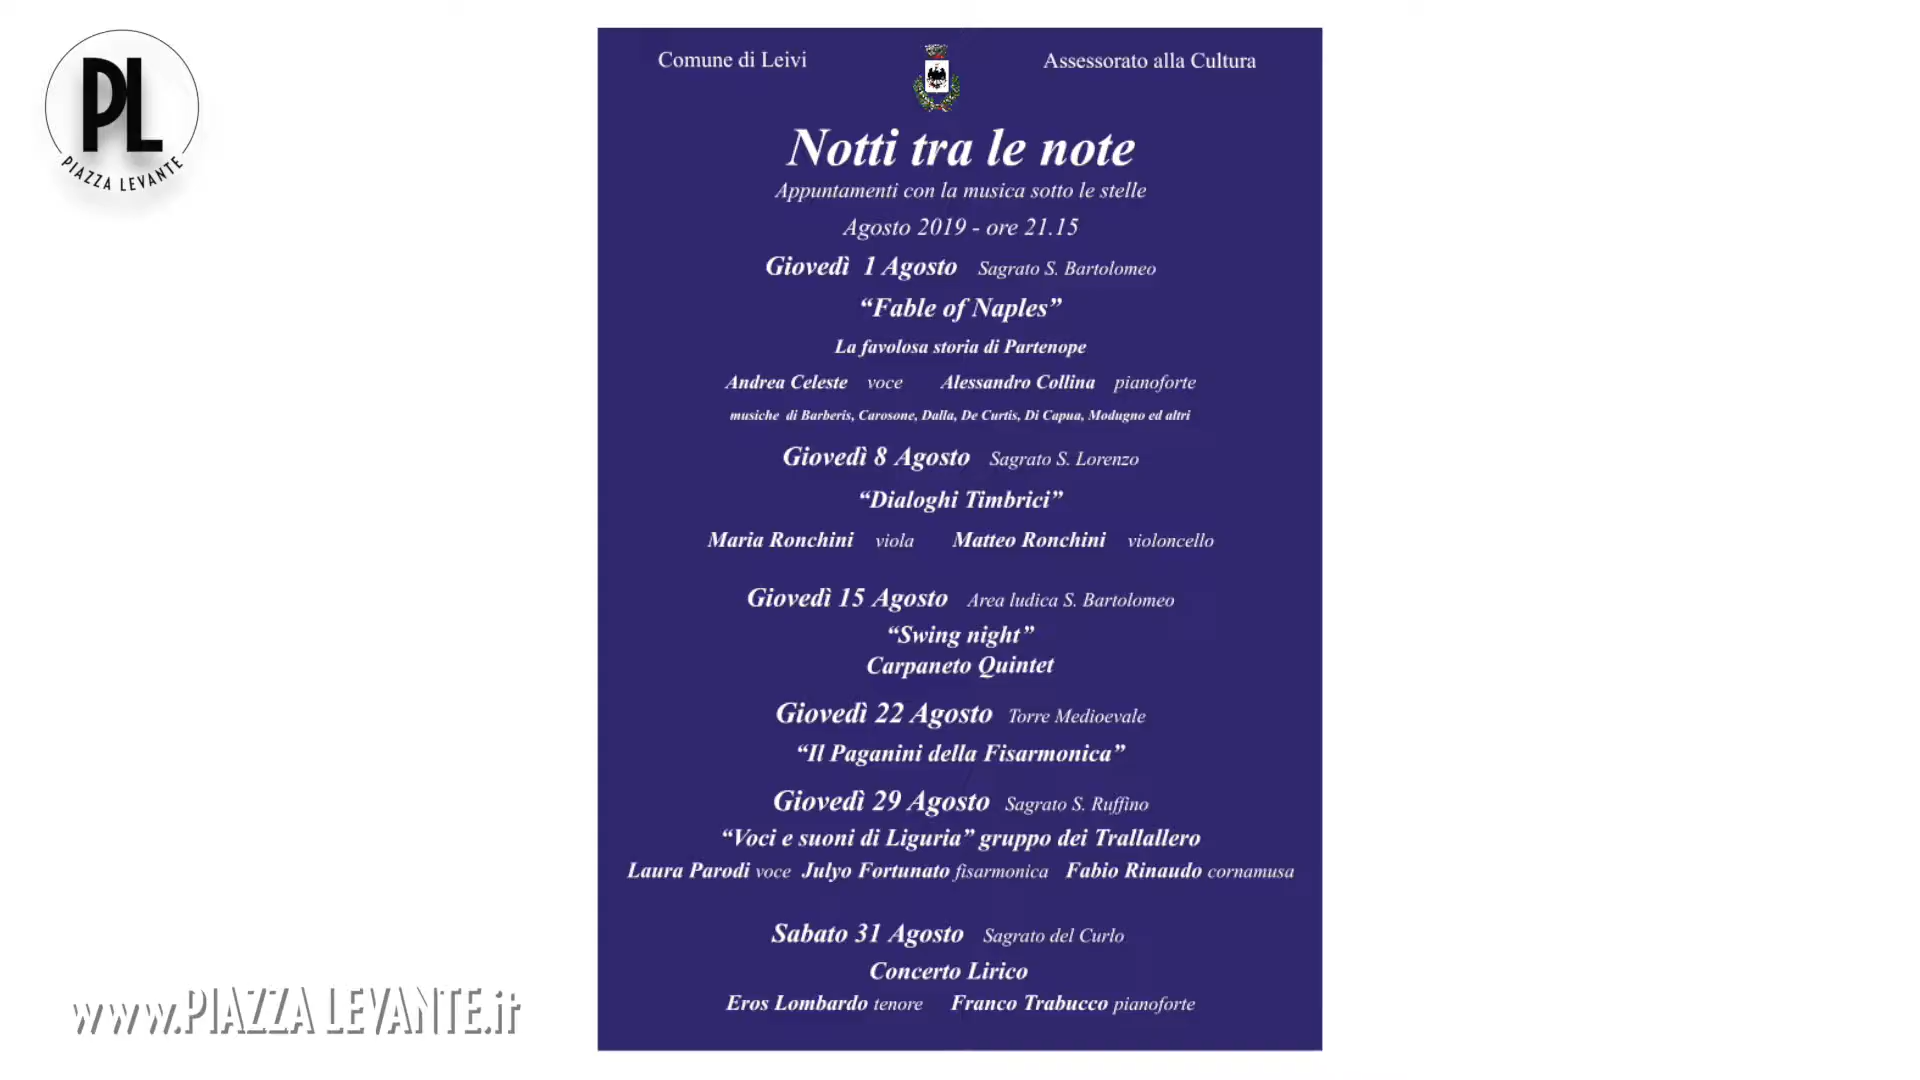 PL
PIAZZA LEVANTE
Comune di Leivi
Assessorato alla Cultura
Notti tra le note
Appuntamenti con la musica sotto le stelle
Agosto 2019 - ore 21.15
Giovedì 1 Agosto Sagrato S. Bartolomeo
“Fable of Naples”
La favolosa storia di Partenope
Andrea Celeste voce Alessandro Collina pianoforte
musiche di Barberis, Carosone, Dalla, De Curtis, Di Capua, Modugno ed altri
Giovedì 8 Agosto Sagrato S. Lorenzo
“Dialoghi Timbrici”
Maria Ronchini viola Matteo Ronchini violoncello
Giovedì 15 Agosto Area ludica S. Bartolomeo
“Swing night”
Carpaneto Quintet
Giovedì 22 Agosto Torre Medioevale
“Il Paganini della Fisarmonica”
Giovedì 29 Agosto Sagrato S. Ruffino
“Voci e suoni di Liguria” gruppo dei Trallallero
Laura Parodi voce Julyo Fortunato fisarmonica Fabio Rinaudo cornamusa
Sabato 31 Agosto Sagrato del Curlo
Concerto Lirico
Eros Lombardo tenore Franco Trabucco pianoforte
www.PIAZZA LEVANTE.it